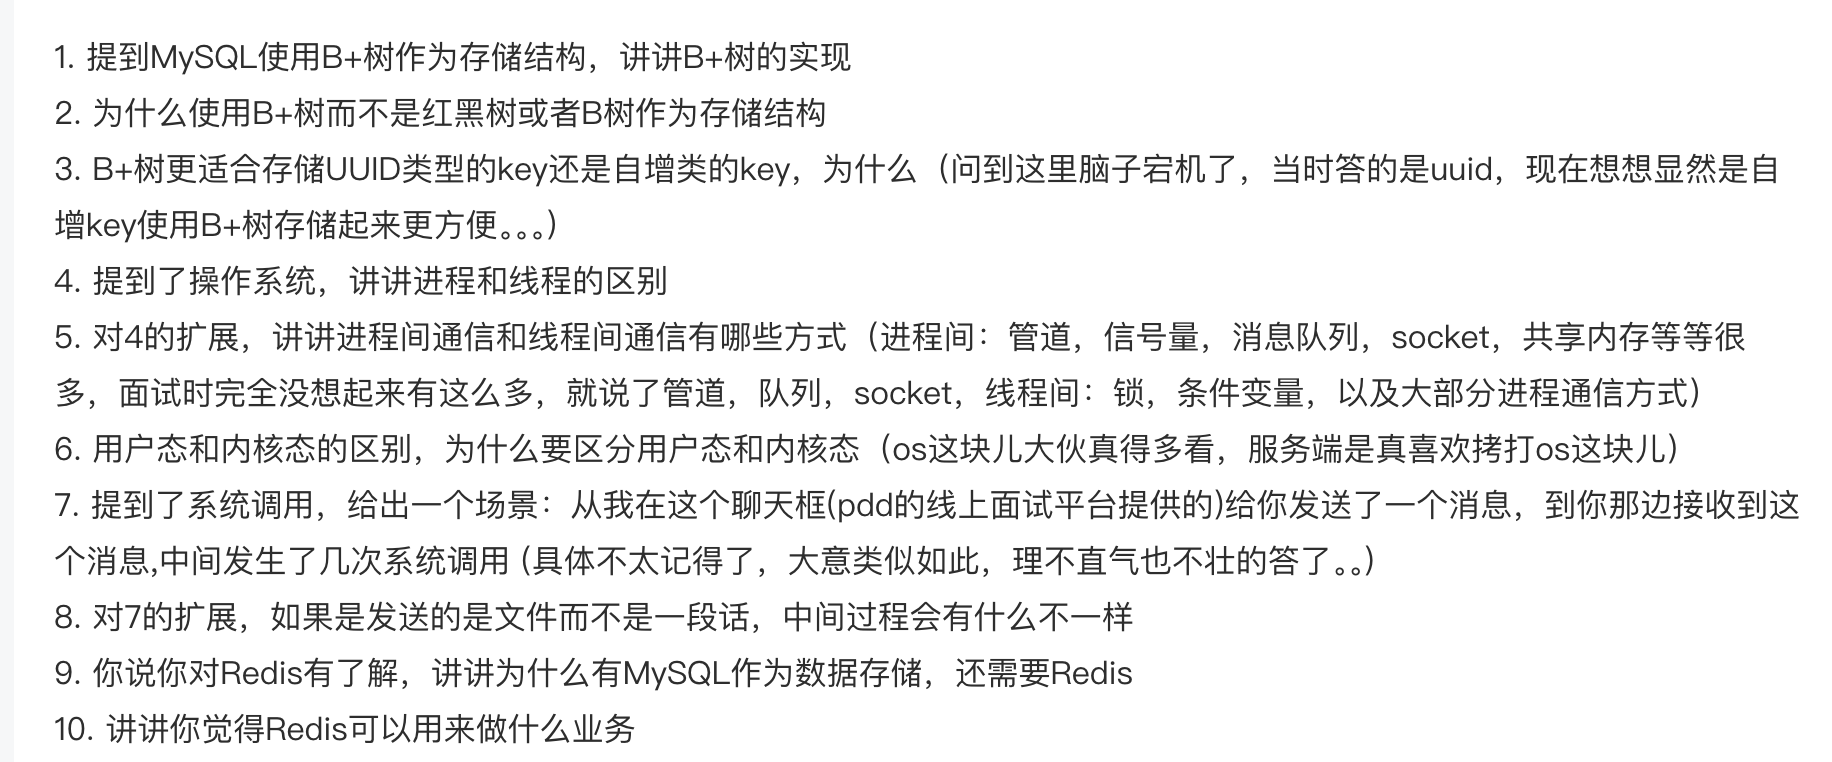 1. 提到MySQL使用B+树作为存储结构，讲讲B+树的实现
2. 为什么使用B+树而不是红黑树或者B树作为存储结构
3. B+树更适合存储UUID类型的key还是自增类的key，为什么（问到这里脑子宕机了，当时答的是uuid，现在想想显然是自
增key使用B+树存储起来更方便。。。）
4. 提到了操作系统，讲讲进程和线程的区别
5. 对4的扩展，讲讲进程间通信和线程间通信有哪些方式（进程间：管道，信号量，消息队列，socket，共享内存等等很
多，面试时完全没想起来有这么多，就说了管道，队列，socket，线程间：锁，条件变量，以及大部分进程通信方式）
6. 用户态和内核态的区别，为什么要区分用户态和内核态（os这块儿大伙真得多看，服务端是真喜欢拷打os这块儿）
7. 提到了系统调用，给出一个场景：从我在这个聊天框(pdd的线上面试平台提供的)给你发送了一个消息，到你那边接收到这
个消息,中间发生了几次系统调用 (具体不太记得了，大意类似如此，理不直气也不壮的答了。。）
8. 对7的扩展，如果是发送的是文件而不是一段话，中间过程会有什么不一样
9. 你说你对Redis有了解，讲讲为什么有MySQL作为数据存储，还需要Redis
10. 讲讲你觉得Redis可以用来做什么业务